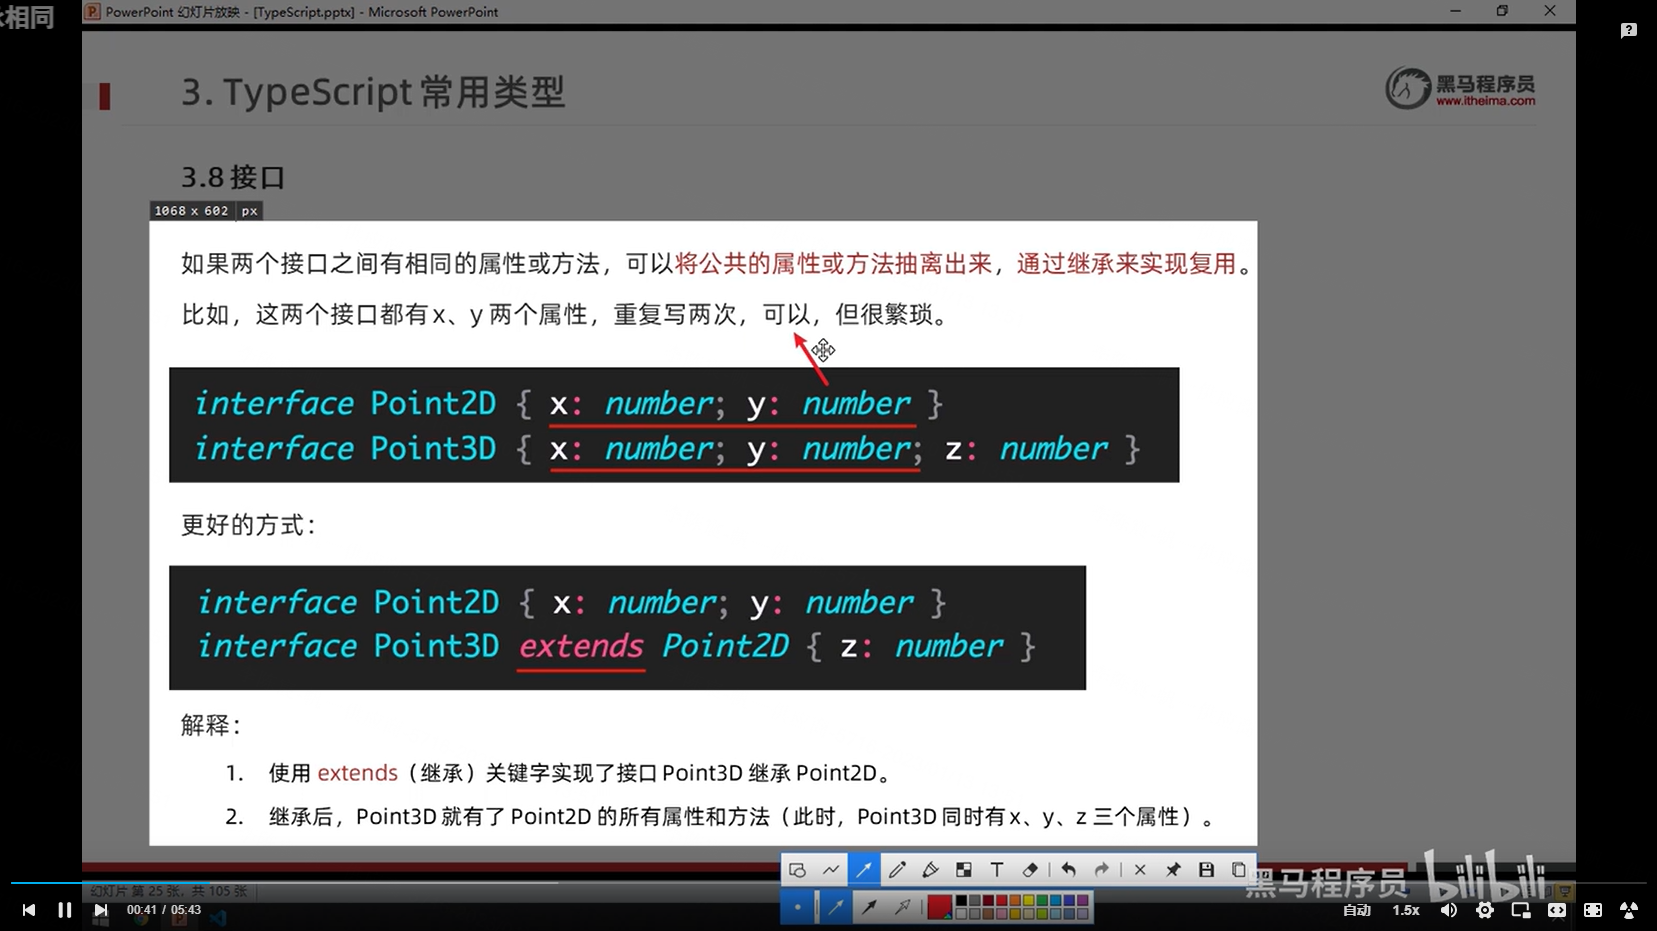 承相同
PowerPoint 幻灯片放映 - [TypeScript.pptx] - Microsoft PowerPoint
3. TypeScript 常用类型
黑马程序员
www.itheima.com
3.8 接口
1068 x 602 px
如果两个接口之间有相同的属性或方法，可以将公共的属性或方法抽离出来，通过继承来实现复用。
比如，这两个接口都有 x、y 两个属性，重复写两次，可以，但很繁琐。
interface Point2D { x: number; y: number }
interface Point3D { x: number; y: number; z: number }
更好的方式：
interface Point2D { x: number; y: number }
interface Point3D extends Point2D { z: number }
解释：
1. 使用 extends（继承）关键字实现了接口 Point3D 继承 Point2D。
2. 继承后，Point3D 就有了 Point2D 的所有属性和方法（此时，Point3D 同时有 x、y、z 三个属性）。
黑马程序员 bilibili
幻灯片 第 25 张，共 105 张
00:41 / 05:43
自动
1.5x